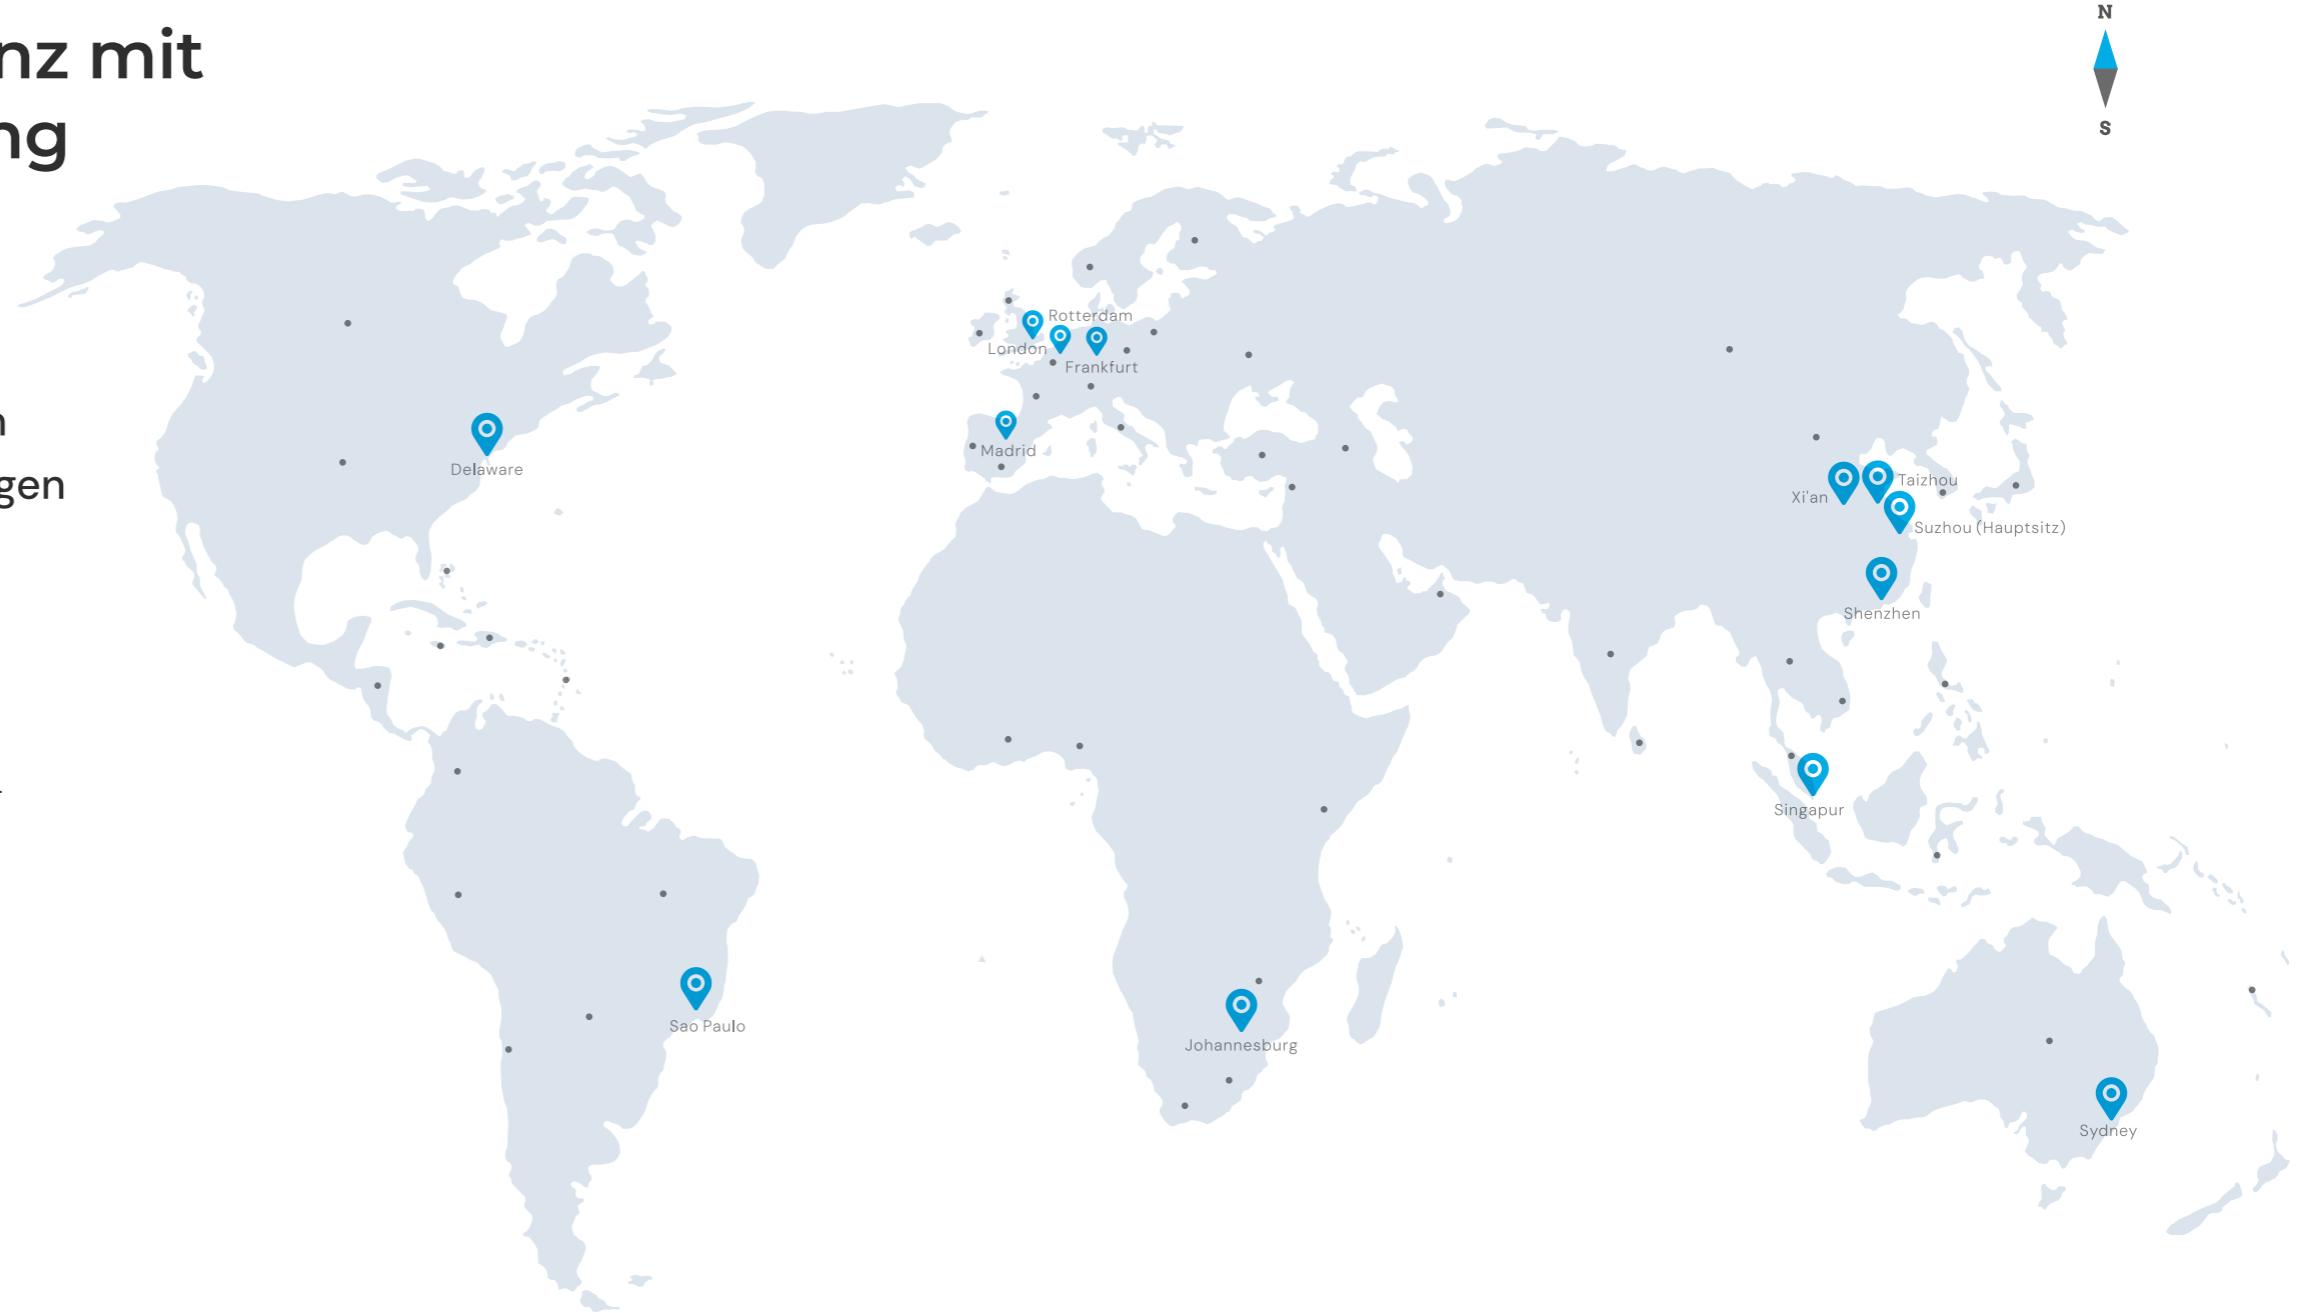 nz mit
ng
N
S
n
gen
Rotterdam
London
Frankfurt
Madrid
Delaware
Xi'an
Taizhou
Suzhou (Hauptsitz)
Shenzhen
Singapur
Sao Paulo
Johannesburg
Sydney